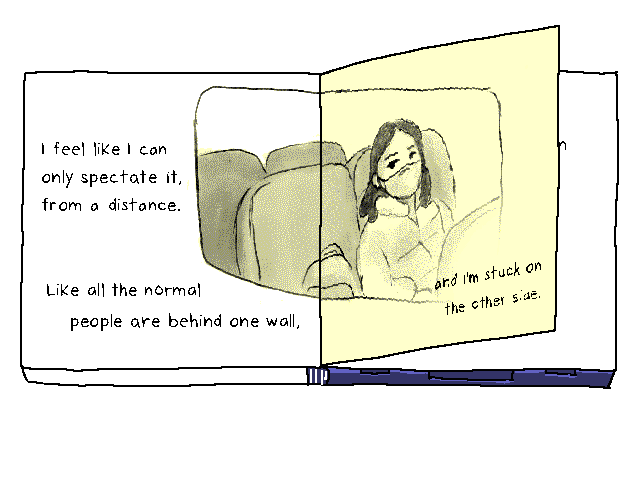 I feel like I can
only spectate it,
from a distance.
Like all the normal
people are behind one wall,
and I'm stuck on
the other side.